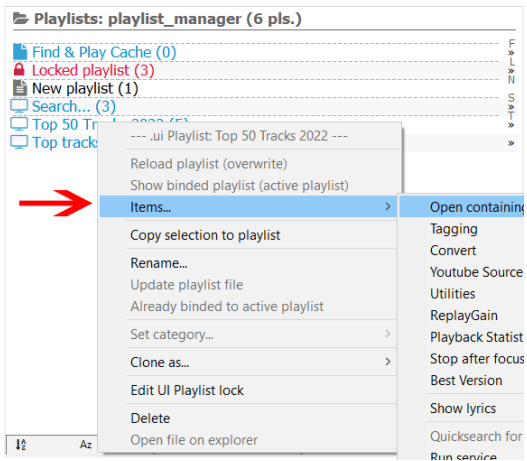 Playlists: playlist_manager (6 pls.)
Find & Play Cache (0)
F
»
Locked playlist (3)
L
»
New playlist (1)
N
Search... (3)
S
»
Top 50 Tracks 2022 (5)
T
»
Top tracks
»
--- .ui Playlist: Top 50 Tracks 2022 ---
Reload playlist (overwrite)
Show binded playlist (active playlist)
Items...
Copy selection to playlist
Rename...
Update playlist file
Already binded to active playlist
Set category...
Clone as...
Edit UI Playlist lock
Delete
Open file on explorer
Open containing
Tagging
Convert
Youtube Source
Utilities
ReplayGain
Playback Statist
Stop after focus
Best Version
Show lyrics
Quicksearch for
Run service
Az